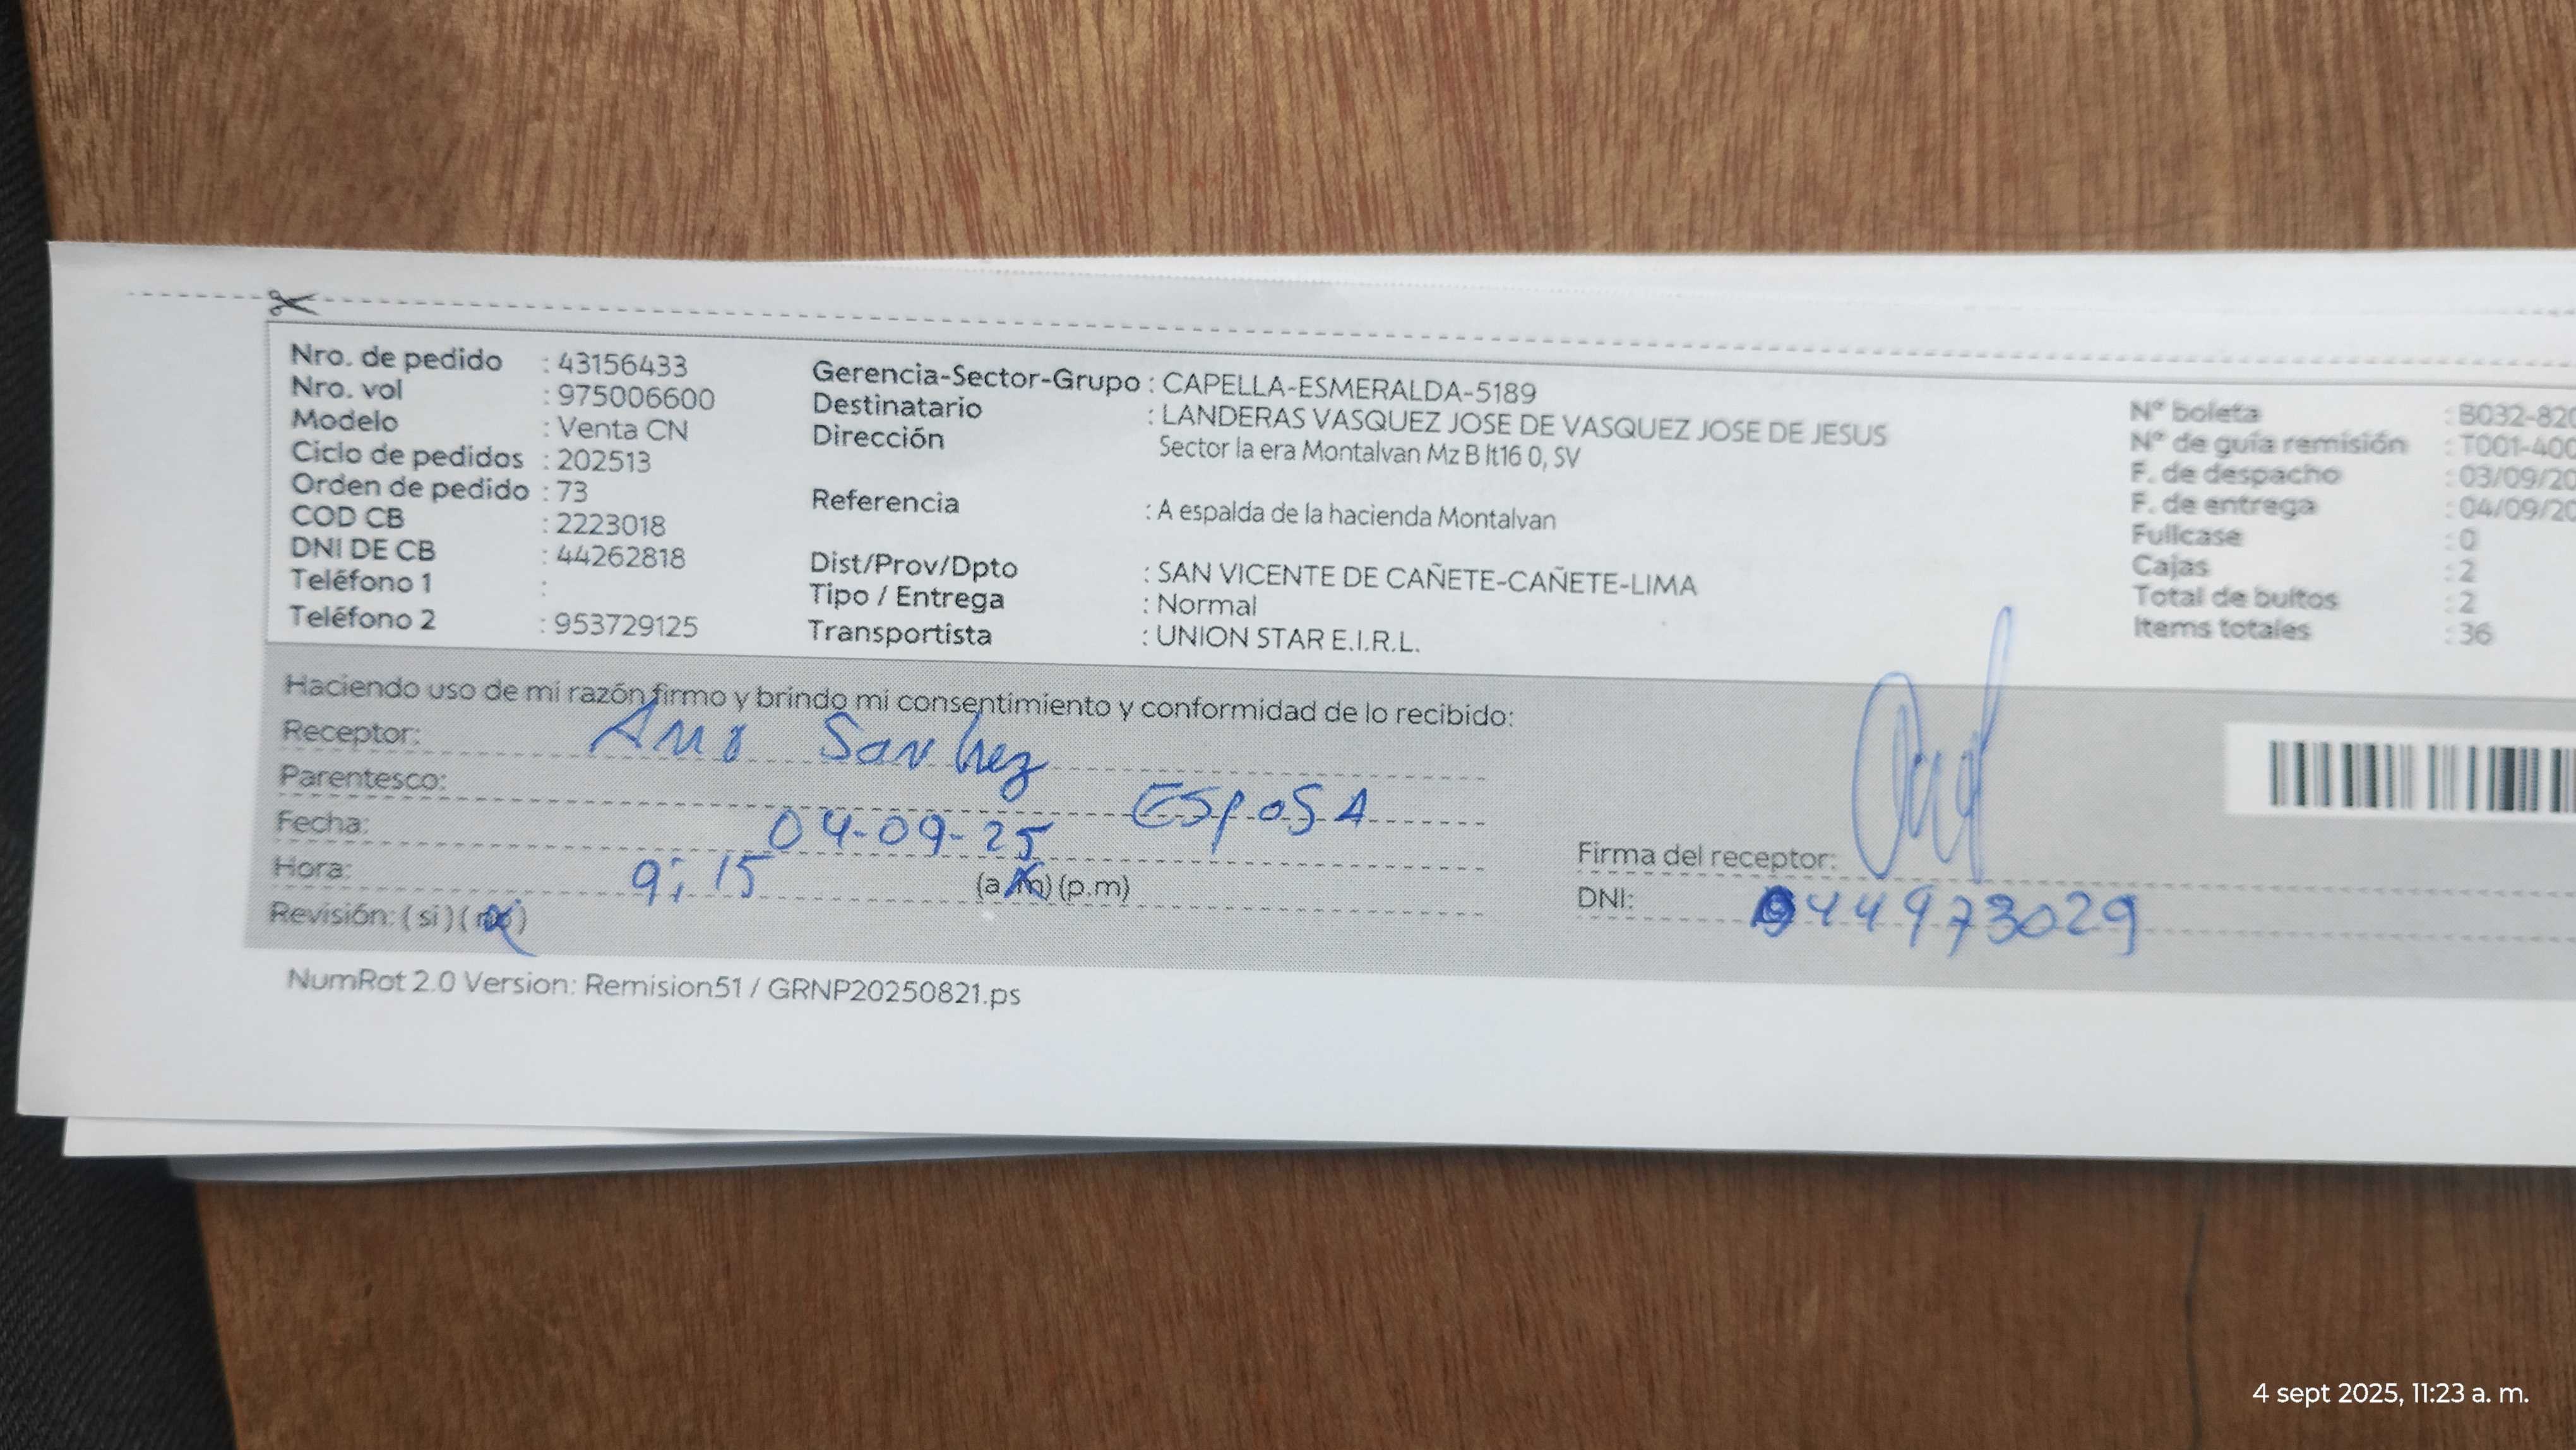 Nro. de pedido : 43156433
Nro. vol : 975006600
Modelo : Venta CN
Ciclo de pedidos : 202513
Orden de pedido : 73
COD CB : 2223018
DNI DE CB : 44262818
Teléfono 1 :
Teléfono 2 : 953729125
Gerencia-Sector-Grupo : CAPELLA-ESMERALDA-5189
Destinatario : LANDERAS VASQUEZ JOSE DE VASQUEZ JOSE DE JESUS
Dirección Sector la era Montalvan Mz B lt16 0, SV
Referencia : A espalda de la hacienda Montalvan
Dist/Prov/Dpto : SAN VICENTE DE CAÑETE-CAÑETE-LIMA
Tipo / Entrega : Normal
Transportista : UNION STAR E.I.R.L.
N° boleta : B032-820
N° de guía remisión : T001-400
F. de despacho : 03/09/20
F. de entrega : 04/09/20
Fullcase : 0
Cajas : 2
Total de bultos : 2
Items totales : 36
Haciendo uso de mi razón firmo y brindo mi consentimiento y conformidad de lo recibido:
Receptor: Ana Sanchez
Parentesco: ESPOSA
Fecha: 04-09-25
Hora: 9:15 (a.m) (p.m)
Revisión: (si) (no)
Firma del receptor:
DNI: 44973029
NumRot 2.0 Version: Remision51 / GRNP20250821.ps
4 sept 2025, 11:23 a. m.